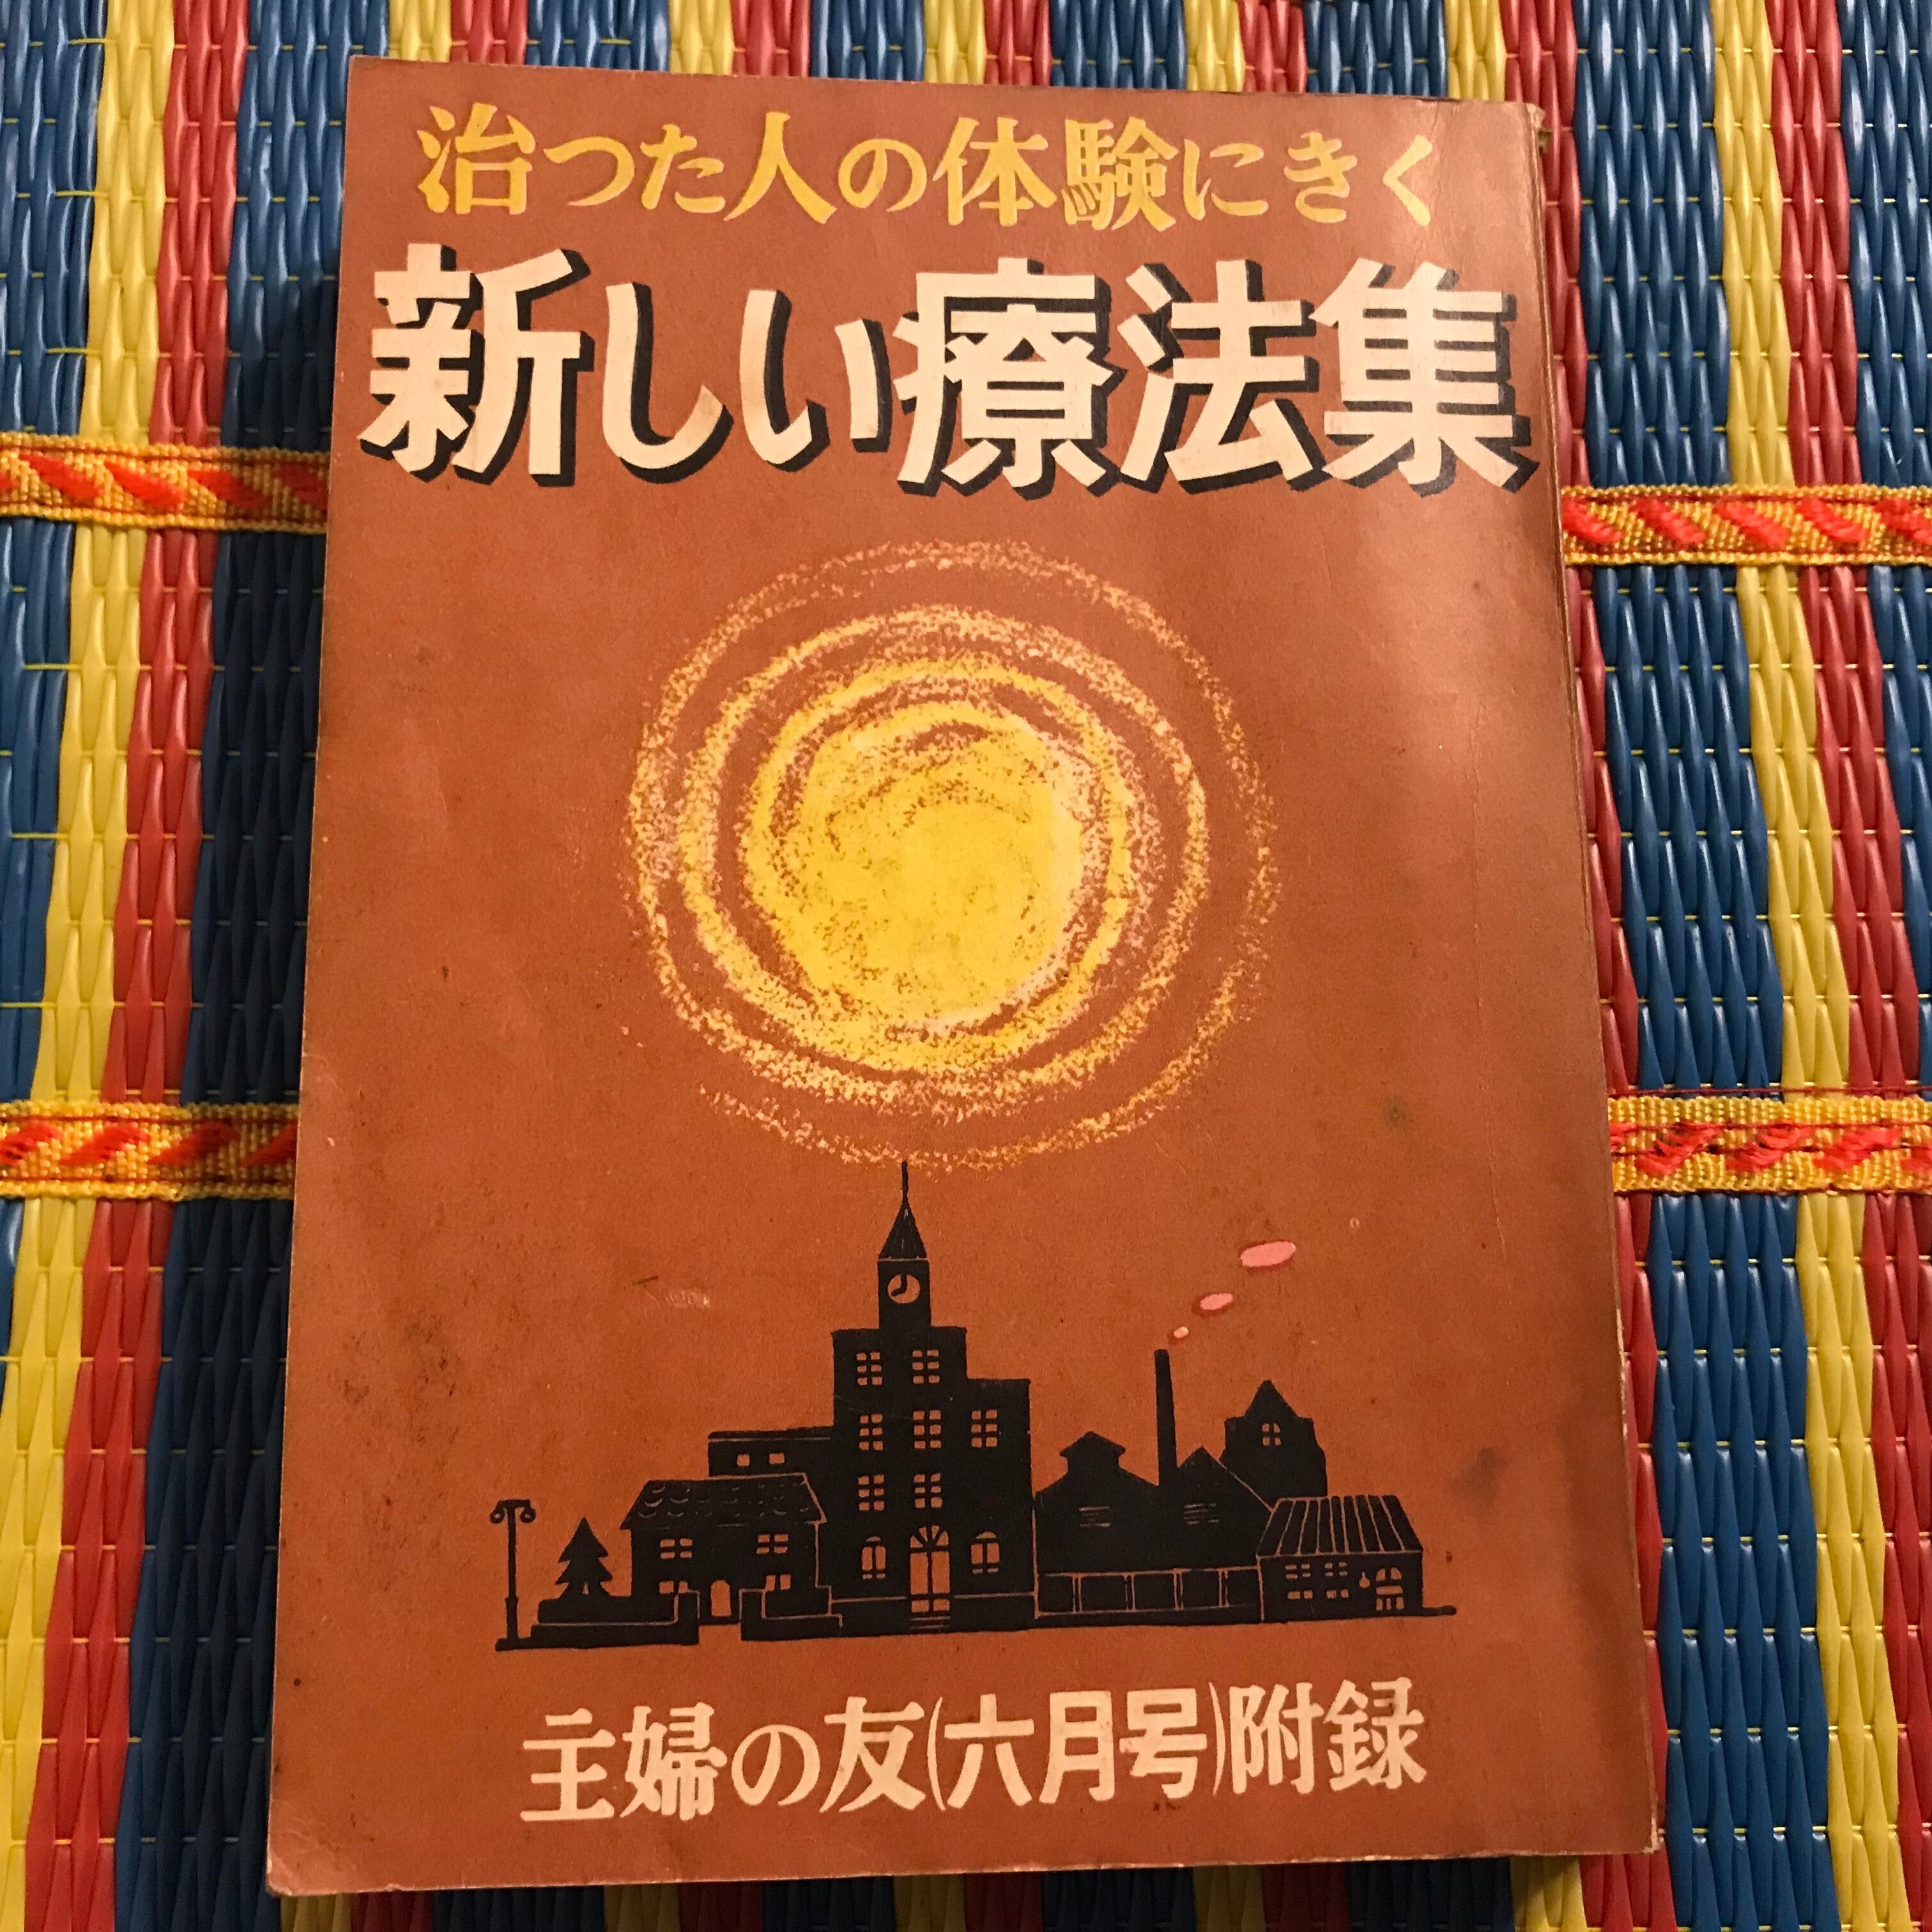 治つた人の体験にきく
新しい療法集
主婦の友(六月号)附録